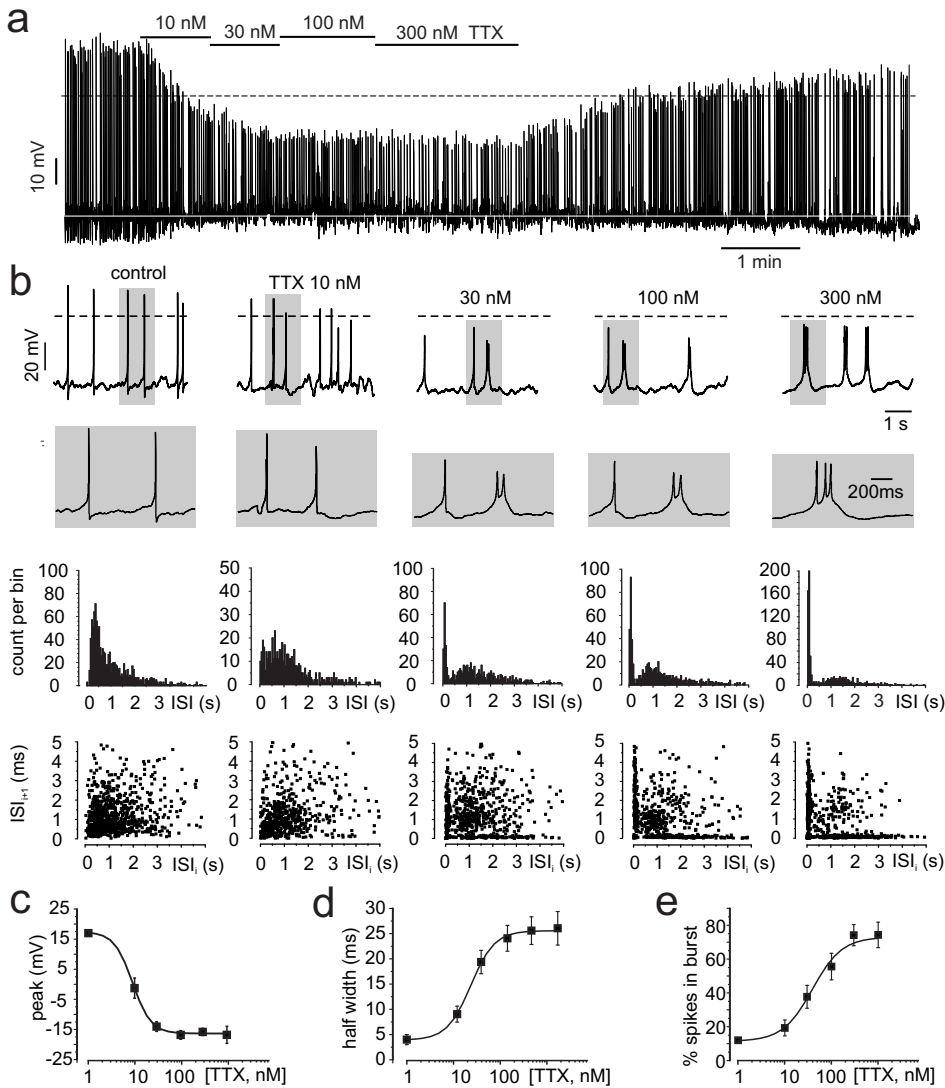 a
10 nM
30 nM
100 nM
300 nM TTX
10 mV
1 min
b
control
TTX 10 nM
30 nM
100 nM
300 nM
20 mV
1 s
200ms
count per bin
100
80
60
40
20
0
0 1 2 3 ISI (s)
50
40
30
20
10
0
0 1 2 3 ISI (s)
100
80
60
40
20
0
0 1 2 3 ISI (s)
100
80
60
40
20
0
0 1 2 3 ISI (s)
200
160
120
80
40
0
0 1 2 3 ISI (s)
ISIi+1 (ms)
5
4
3
2
1
0
0 1 2 3 ISIi (s)
5
4
3
2
1
0
0 1 2 3 ISIi (s)
5
4
3
2
1
0
0 1 2 3 ISIi (s)
5
4
3
2
1
0
0 1 2 3 ISIi (s)
5
4
3
2
1
0
0 1 2 3 ISIi (s)
c
peak (mV)
25
15
5
-5
-15
-25
1 10 100 [TTX, nM]
d
half width (ms)
30
25
20
15
10
5
0
1 10 100 [TTX, nM]
e
% spikes in burst
100
80
60
40
20
0
1 10 100 [TTX, nM]